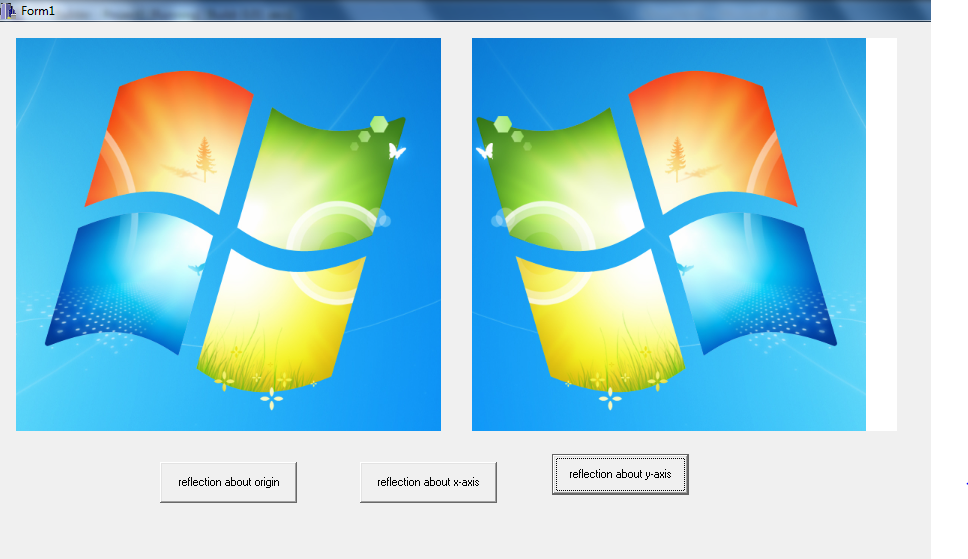 Form1
reflection about origin
reflection about x-axis
reflection about y-axis